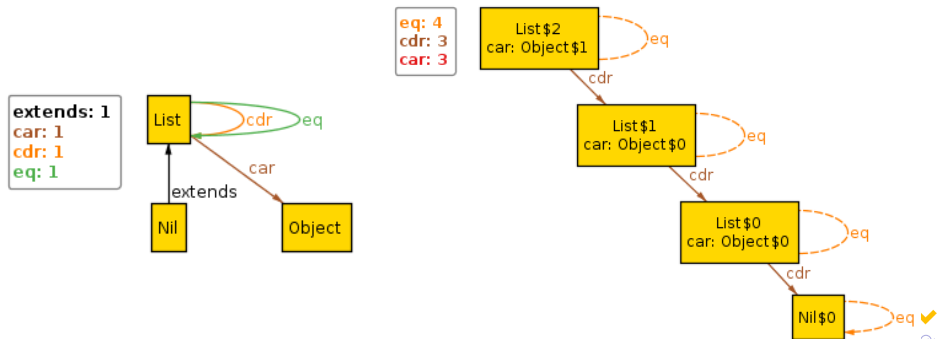 extends: 1
car: 1
cdr: 1
eq: 1
List
cdr
eq
car
extends
Nil
Object
eq: 4
cdr: 3
car: 3
List$2
car: Object$1
eq
cdr
List$1
car: Object$0
eq
cdr
List$0
car: Object$0
eq
cdr
Nil$0
eq